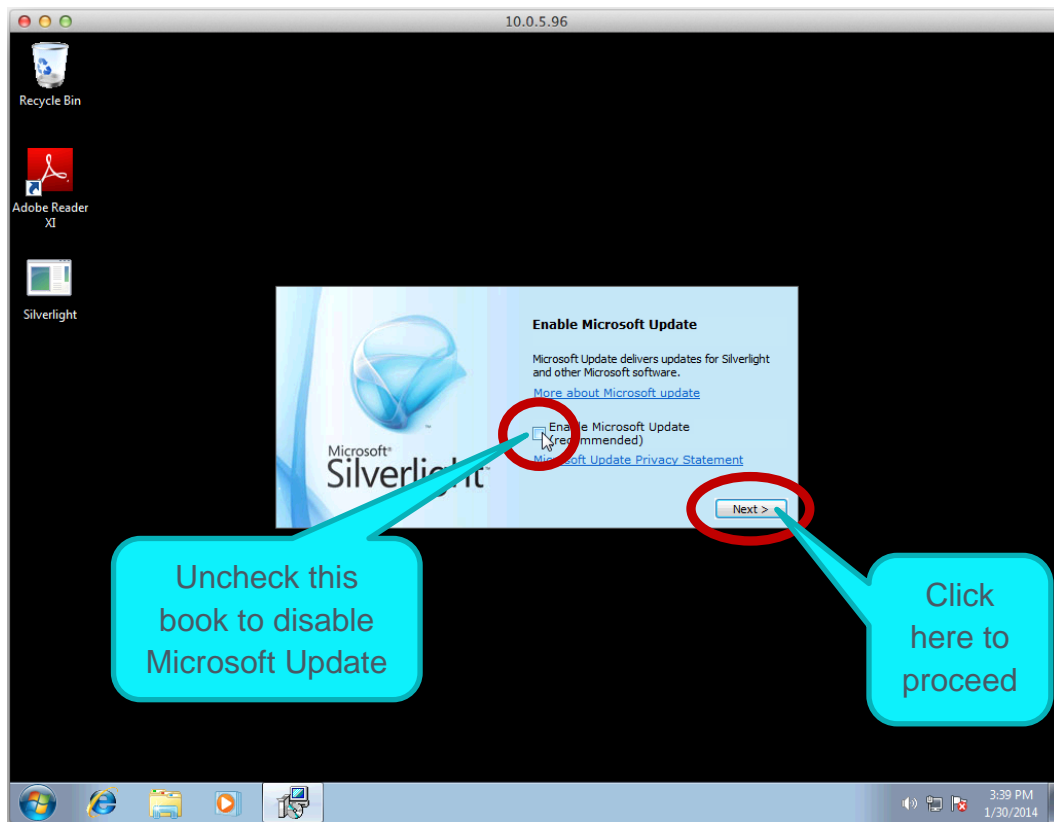 10.0.5.96
Recycle Bin
Adobe Reader
XI
Silverlight
Microsoft®
Silverlight™
Enable Microsoft Update
Microsoft Update delivers updates for Silverlight
and other Microsoft software.
More about Microsoft update
Enable Microsoft Update
(recommended)
Microsoft Update Privacy Statement
Next >
Uncheck this
book to disable
Microsoft Update
Click
here to
proceed
3:39 PM
1/30/2014